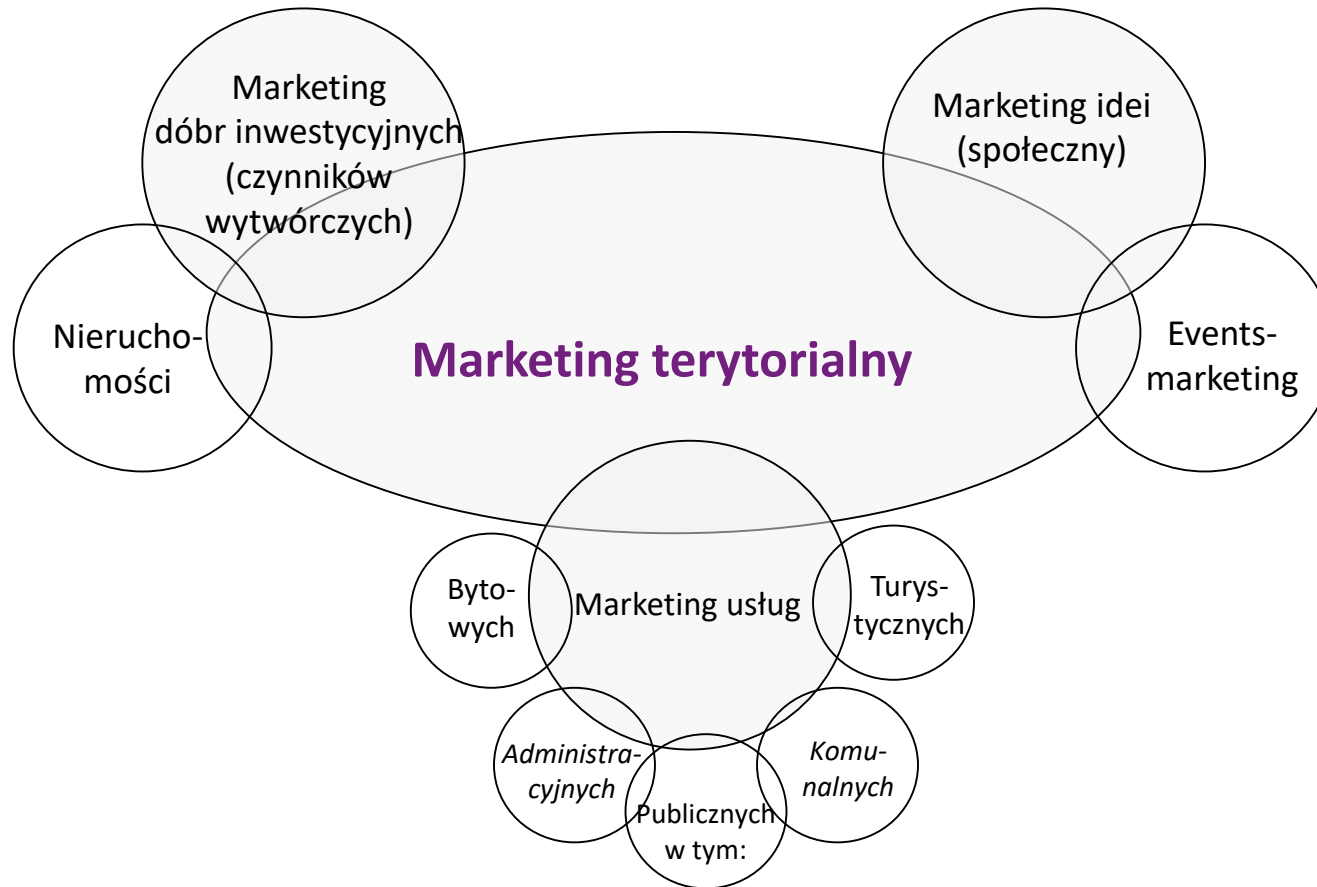 Marketing
dóbr inwestycyjnych
(czynników
wytwórczych)
Marketing idei
(społeczny)
Nierucho-
mości
Marketing terytorialny
Events-
marketing
Byto-
wych
Marketing usług
Turys-
tycznych
Administra-
cyjnych
Komu-
nalnych
Publicznych
w tym: